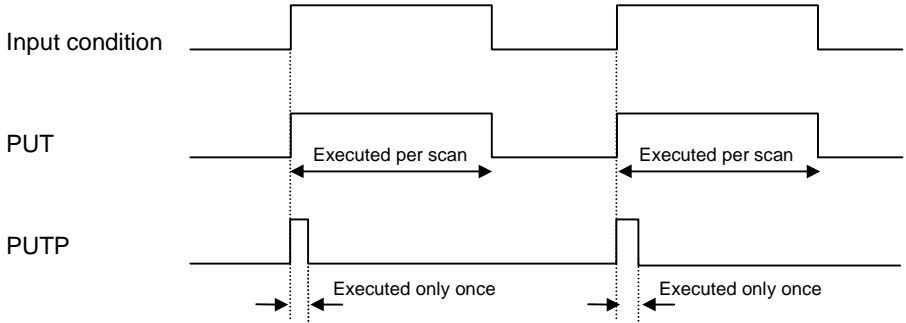 Input condition
PUT
Executed per scan
Executed per scan
PUTP
Executed only once
Executed only once